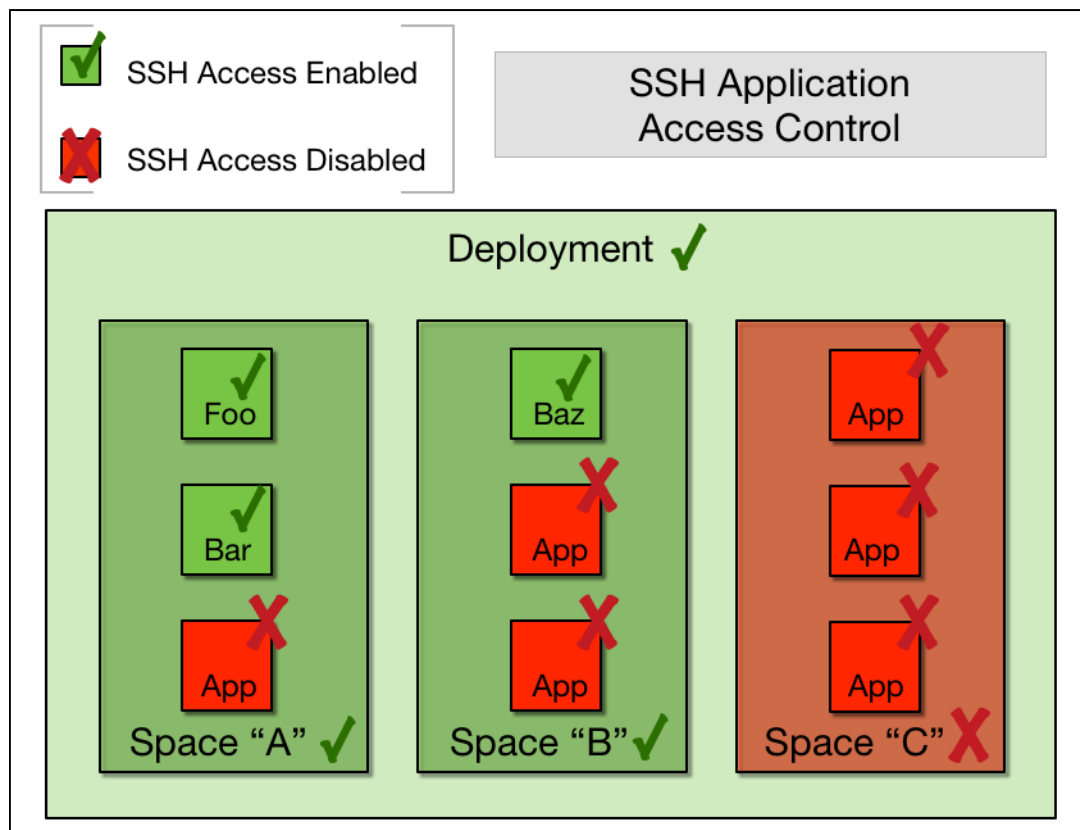 SSH Access Enabled
SSH Access Disabled
SSH Application
Access Control
Deployment
Foo
Bar
App
Space “A”
Baz
App
App
Space “B”
App
App
App
Space “C”